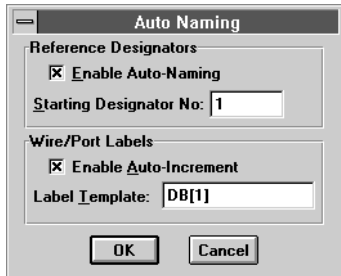 Auto Naming
Reference Designators
Enable Auto-Naming
Starting Designator No: 1
Wire/Port Labels
Enable Auto-Increment
Label Template: DB[1]
OK Cancel